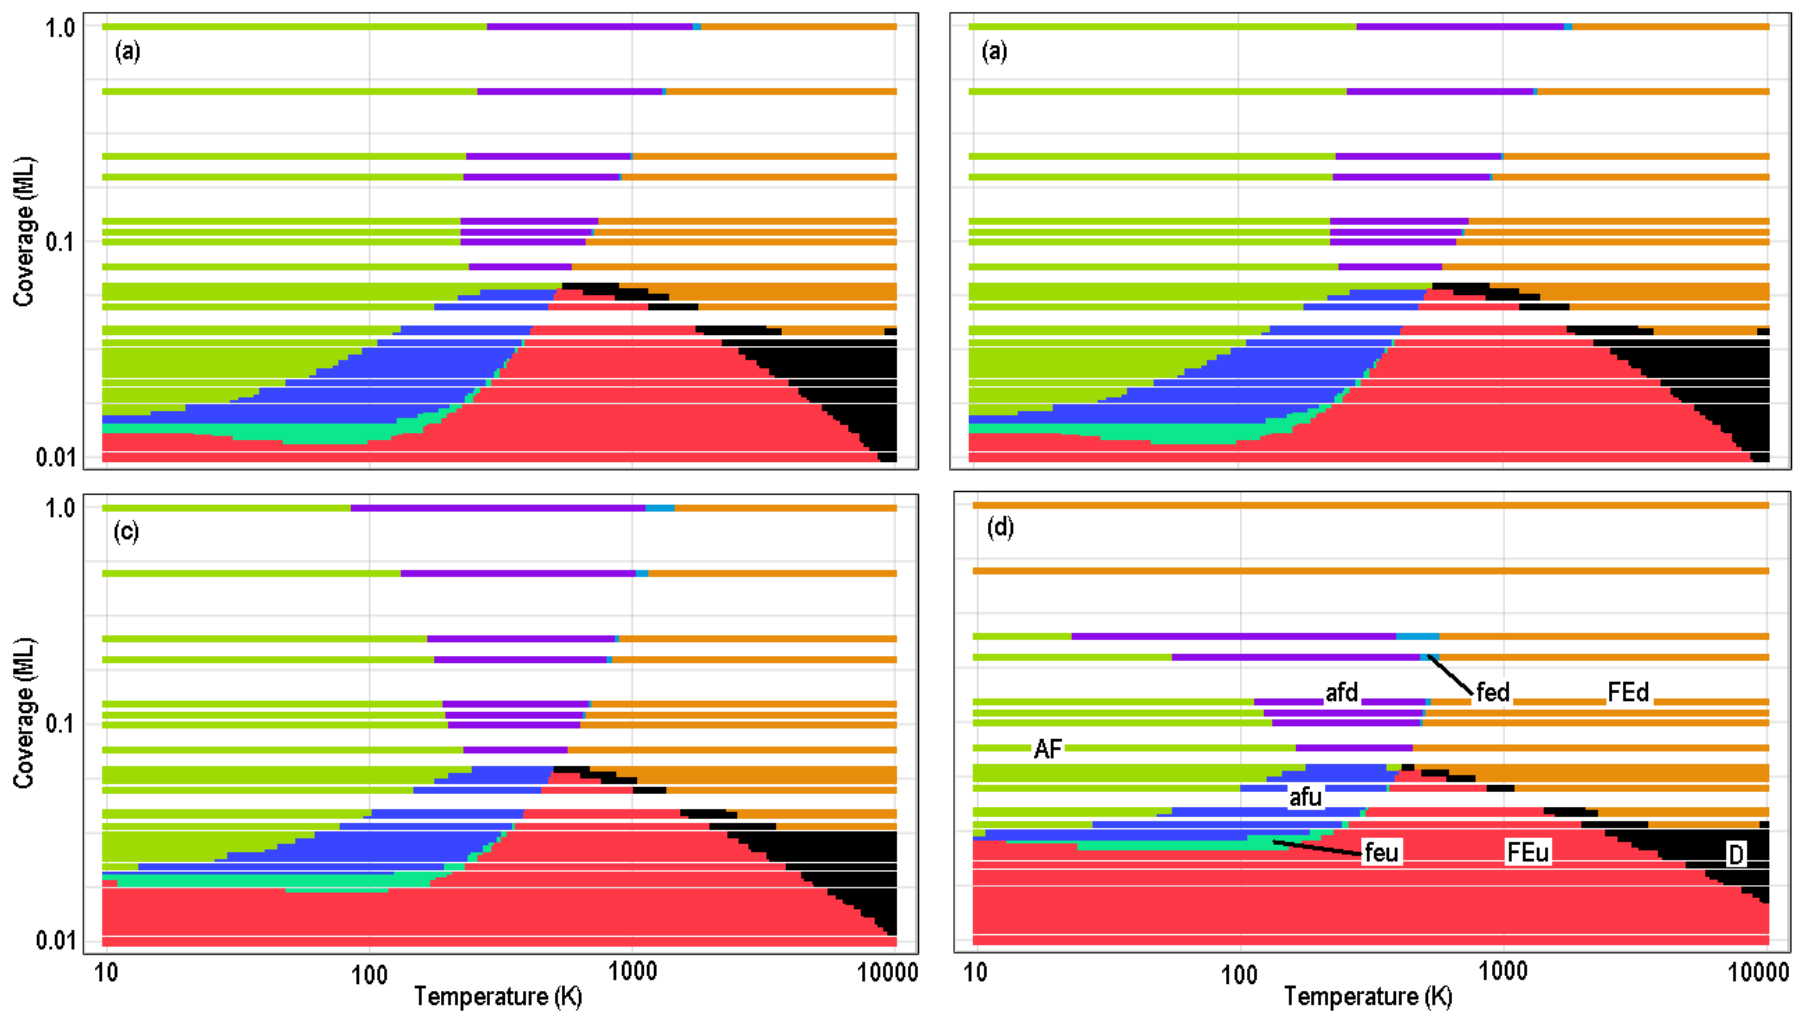 1.0
(a)
(a)
Coverage (ML)
0.1
0.01
1.0
(c)
(d)
Coverage (ML)
0.1
afd
fed
FEd
AF
afu
feu
FEu
D
0.01
10
100
1000
10000
10
100
1000
10000
Temperature (K)
Temperature (K)